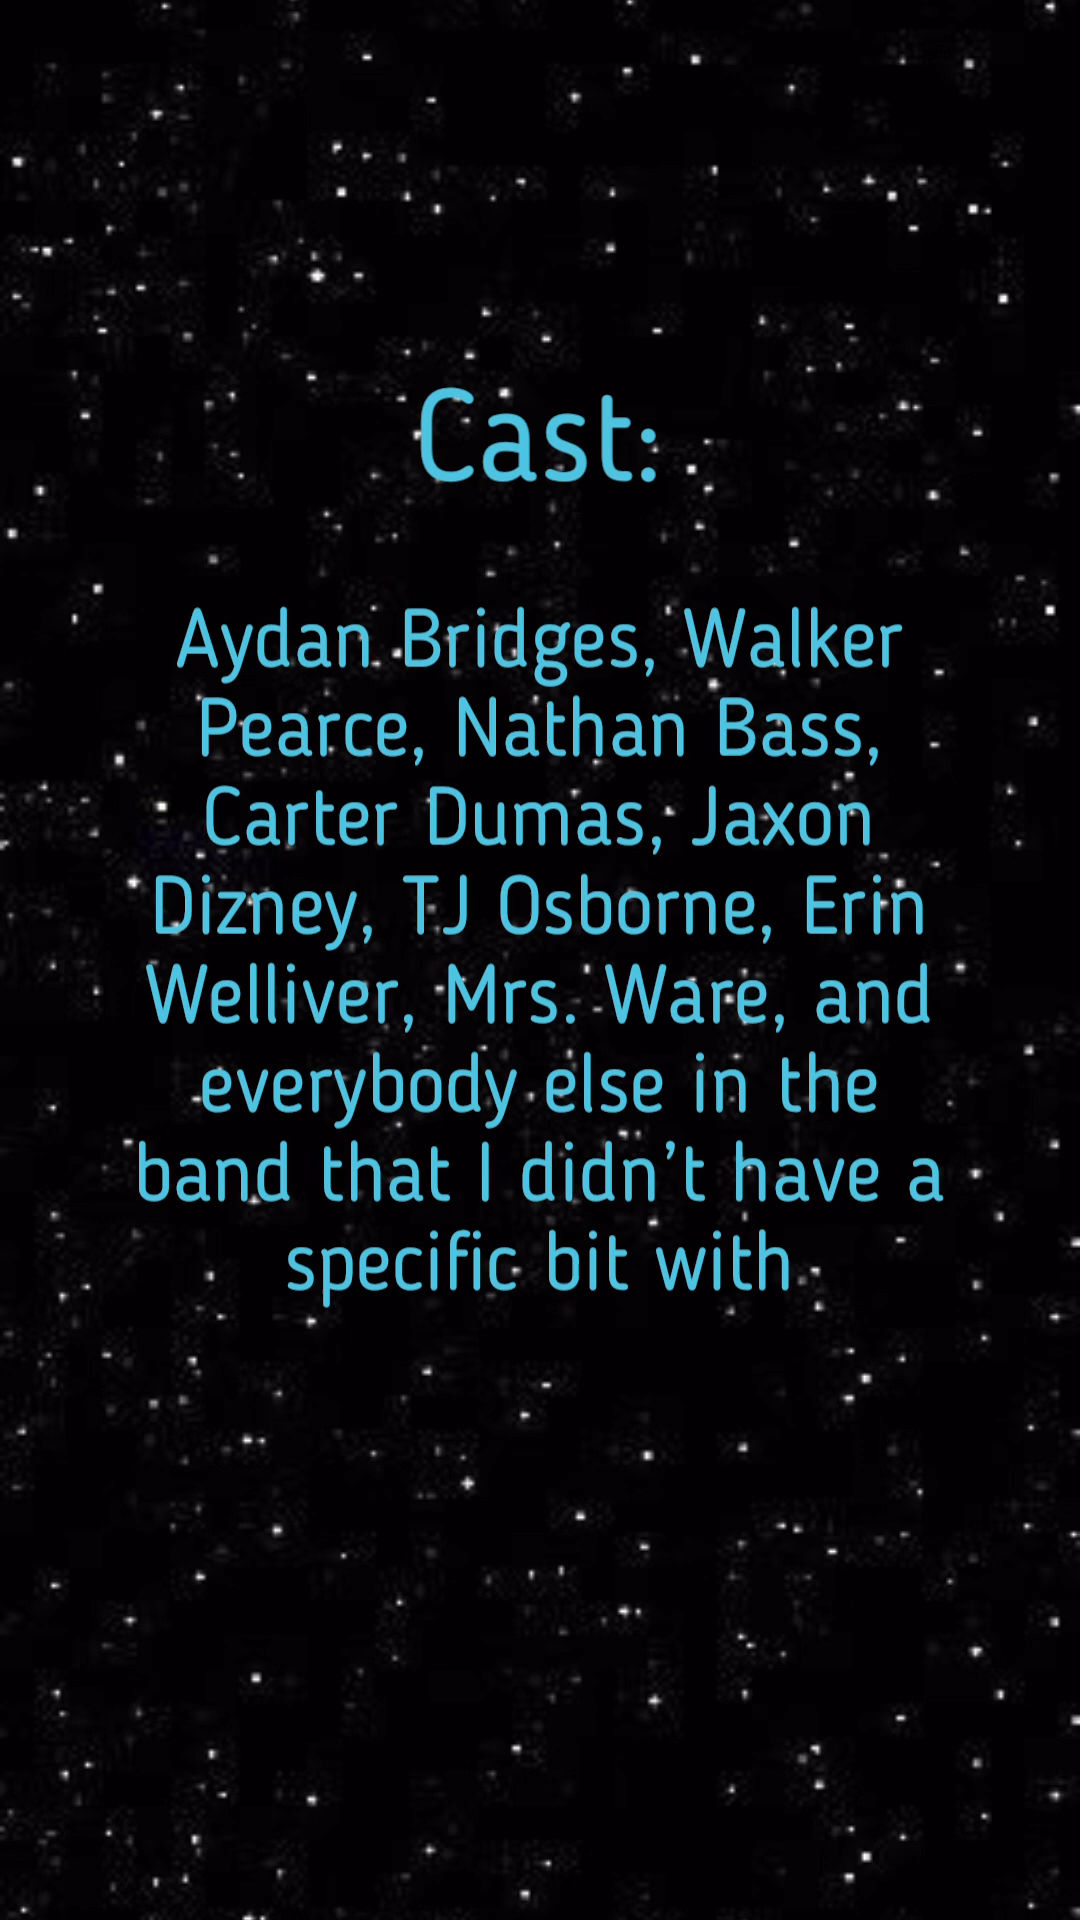 Cast:
Aydan Bridges, Walker
Pearce, Nathan Bass,
Carter Dumas, Jaxon
Dizney, TJ Osborne, Erin
Welliver, Mrs. Ware, and
everybody else in the
band that I didn’t have a
specific bit with